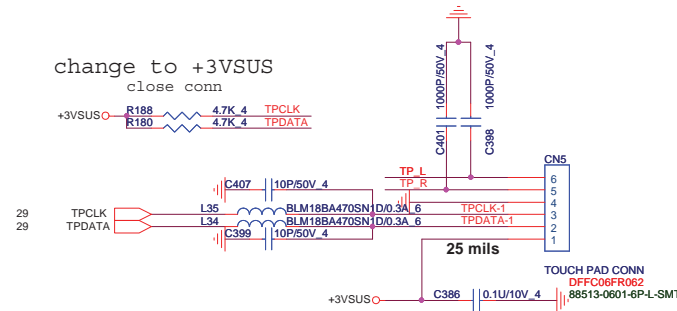 change to +3VSUS
close conn
+3VSUS
R188 4.7K_4 TPCLK
R180 4.7K_4 TPDATA
1000P/50V_4
1000P/50V_4
C401
C398
CN5
TP_L 6
TP_R 5
4
C407 10P/50V_4
29 TPCLK L35 BLM18BA470SN1D/0.3A_6 TPCLK-1 3
29 TPDATA L34 BLM18BA470SN1D/0.3A_6 TPDATA-1 2
C399 10P/50V_4
25 mils 1
TOUCH PAD CONN
DFFC06FR062
88513-0601-6P-L-SMT
+3VSUS C386 0.1U/10V_4